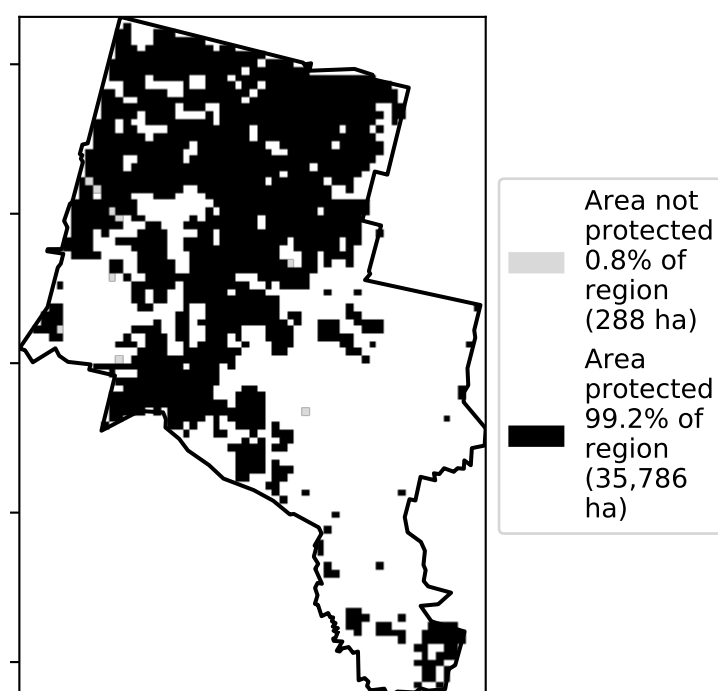 Area not
protected
0.8% of
region
(288 ha)
Area
protected
99.2% of
region
(35,786
ha)